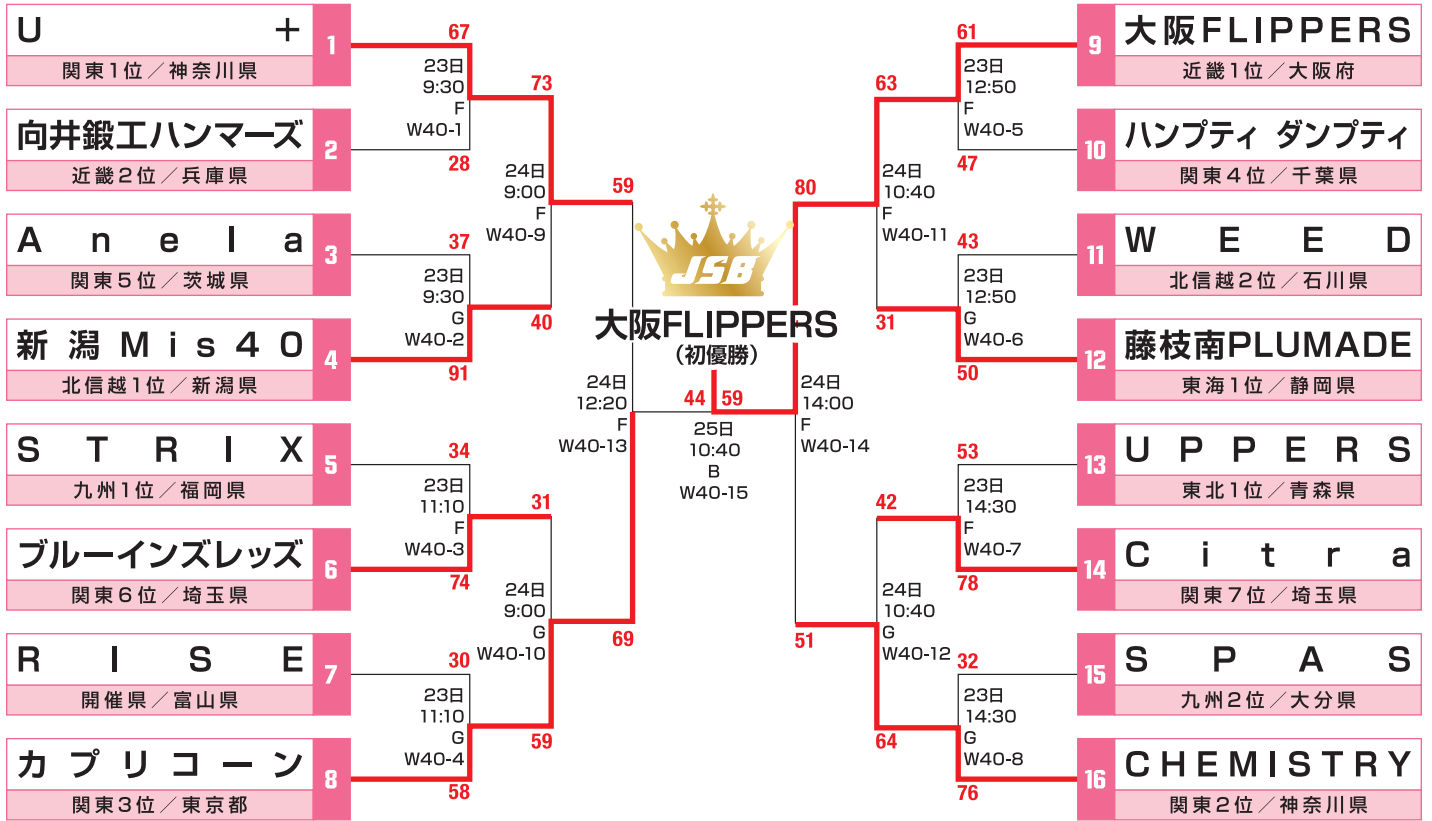 U +
1
関東1位／神奈川県
向井鍛工ハンマーズ
2
近畿2位／兵庫県
A n e l a
3
関東5位／茨城県
新 潟 M i s 4 0
4
北信越1位／新潟県
S T R I X
5
九州1位／福岡県
ブルーインズレッズ
6
関東6位／埼玉県
R I S E
7
開催県／富山県
カ プ リ コ ー ン
8
関東3位／東京都
67
23日
9:30
F
W40-1
28
37
23日
9:30
G
W40-2
91
34
23日
11:10
F
W40-3
74
30
23日
11:10
G
W40-4
58
73
24日
9:00
F
W40-9
40
31
24日
9:00
G
W40-10
59
59
24日
12:20
F
W40-13
69
JSB
大阪FLIPPERS
（初優勝）
44 59
25日
10:40
B
W40-15
80
24日
14:00
F
W40-14
51
63
24日
10:40
F
W40-11
31
42
24日
10:40
G
W40-12
64
61
23日
12:50
F
W40-5
47
43
23日
12:50
G
W40-6
50
53
23日
14:30
F
W40-7
78
32
23日
14:30
G
W40-8
76
9
大阪FLIPPERS
近畿1位／大阪府
10
ハンプティ ダンプティ
関東4位／千葉県
11
W E E D
北信越2位／石川県
12
藤枝南PLUMADE
東海1位／静岡県
13
U P P E R S
東北1位／青森県
14
C i t r a
関東7位／埼玉県
15
S P A S
九州2位／大分県
16
CHEMISTRY
関東2位／神奈川県